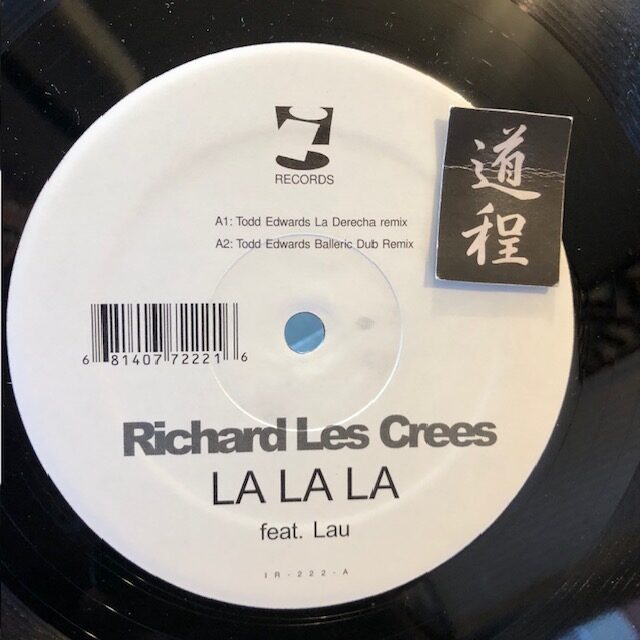 RECORDS
A1: Todd Edwards La Derecha remix
A2: Todd Edwards Balleric Dub Remix
道程
6 81407 72221 6
Richard Les Crees
LA LA LA
feat. Lau
IR-222-A